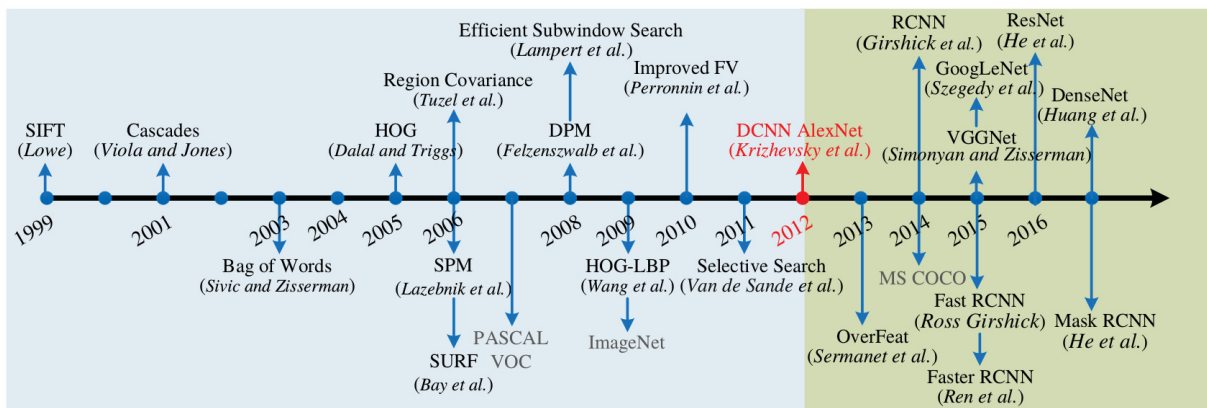 Efficient Subwindow Search
(Lampert et al.)
RCNN
(Girshick et al.)
ResNet
(He et al.)
Region Covariance
(Tuzel et al.)
Improved FV
(Perronnin et al.)
GoogLeNet
(Szegedy et al.)
DenseNet
(Huang et al.)
SIFT
(Lowe)
Cascades
(Viola and Jones)
HOG
(Dalal and Triggs)
DPM
(Felzenszwalb et al.)
DCNN AlexNet
(Krizhevsky et al.)
VGGNet
(Simonyan and Zisserman)
1999
2001
2003
2004
2005
2006
2008
2009
2010
2011
2012
2013
2014
2015
2016
Bag of Words
(Sivic and Zisserman)
SPM
(Lazebnik et al.)
HOG-LBP
(Wang et al.)
Selective Search
(Van de Sande et al.)
MS COCO
Fast RCNN
(Ross Girshick)
PASCAL
VOC
ImageNet
OverFeat
(Sermanet et al.)
Mask RCNN
(He et al.)
SURF
(Bay et al.)
Faster RCNN
(Ren et al.)